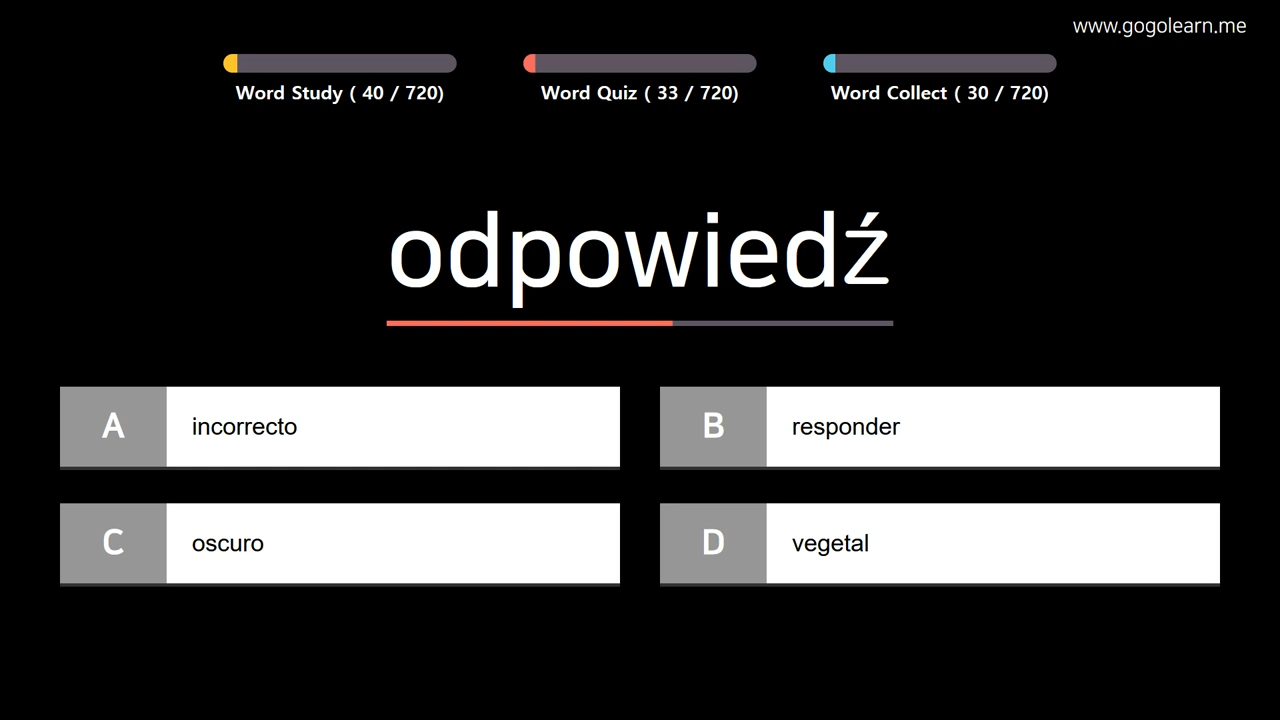 www.gogolearn.me
Word Study ( 40 / 720)
Word Quiz ( 33 / 720)
Word Collect ( 30 / 720)
odpowiedź
A incorrecto
B responder
C oscuro
D vegetal